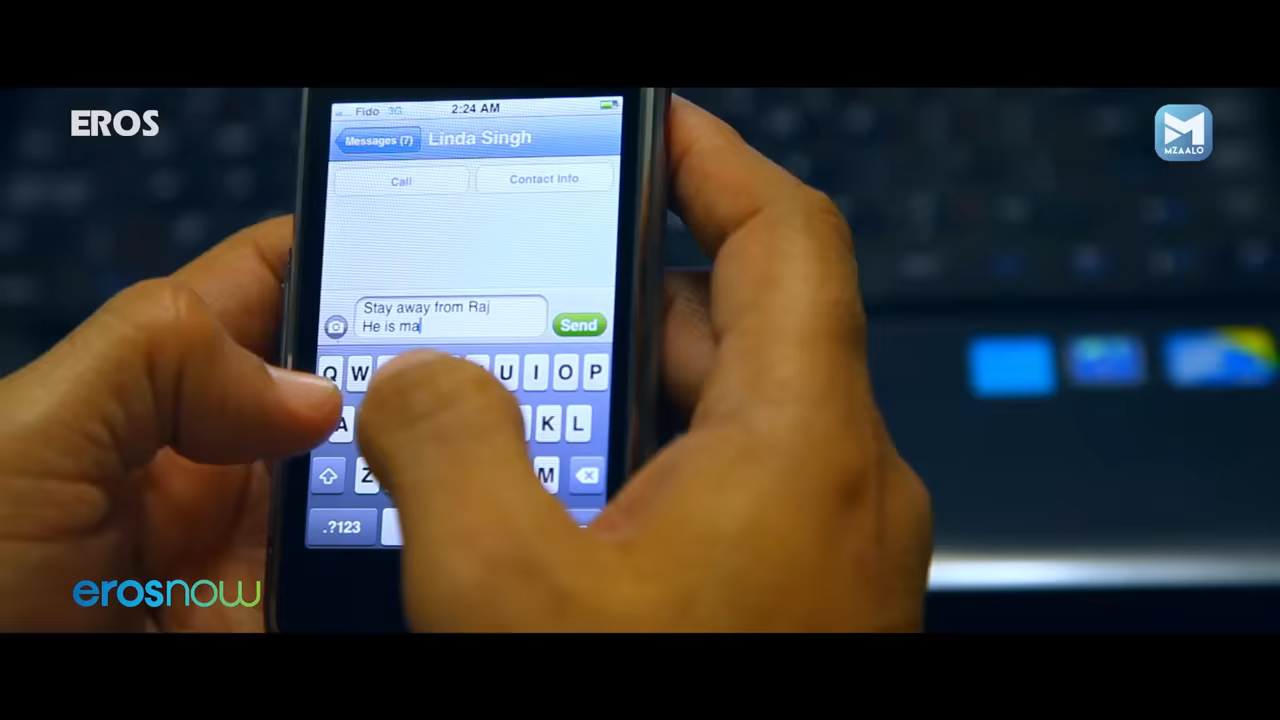 EROS
MZAALO
Fido 3G 2:24 AM
Messages (7) Linda Singh
Call Contact Info
Stay away from Raj
He is ma
Send
Q W U I O P
A K L
Z M
.?123
erosnow